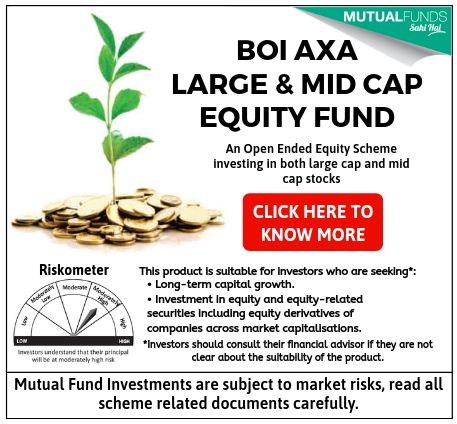 MUTUALFUNDS
Sahi Hai
BOI AXA
LARGE & MID CAP
EQUITY FUND
An Open Ended Equity Scheme
investing in both large cap and mid
cap stocks
CLICK HERE TO
KNOW MORE
Riskometer
Low
Moderately Low
Moderate
Moderately High
High
LOW
HIGH
Investors understand that their principal
will be at moderately high risk
This product is suitable for investors who are seeking*:
• Long-term capital growth.
• Investment in equity and equity-related
securities including equity derivatives of
companies across market capitalisations.
*Investors should consult their financial advisor if they are not
clear about the suitability of the product.
Mutual Fund Investments are subject to market risks, read all
scheme related documents carefully.